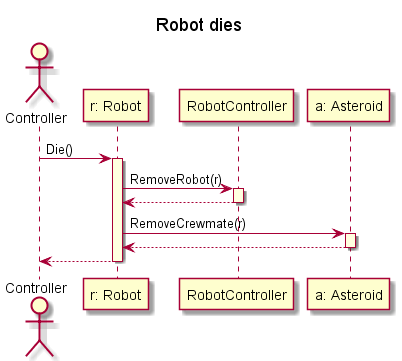 Robot dies
Controller
r: Robot
RobotController
a: Asteroid
Die()
RemoveRobot(r)
RemoveCrewmate(r)
Controller
r: Robot
RobotController
a: Asteroid